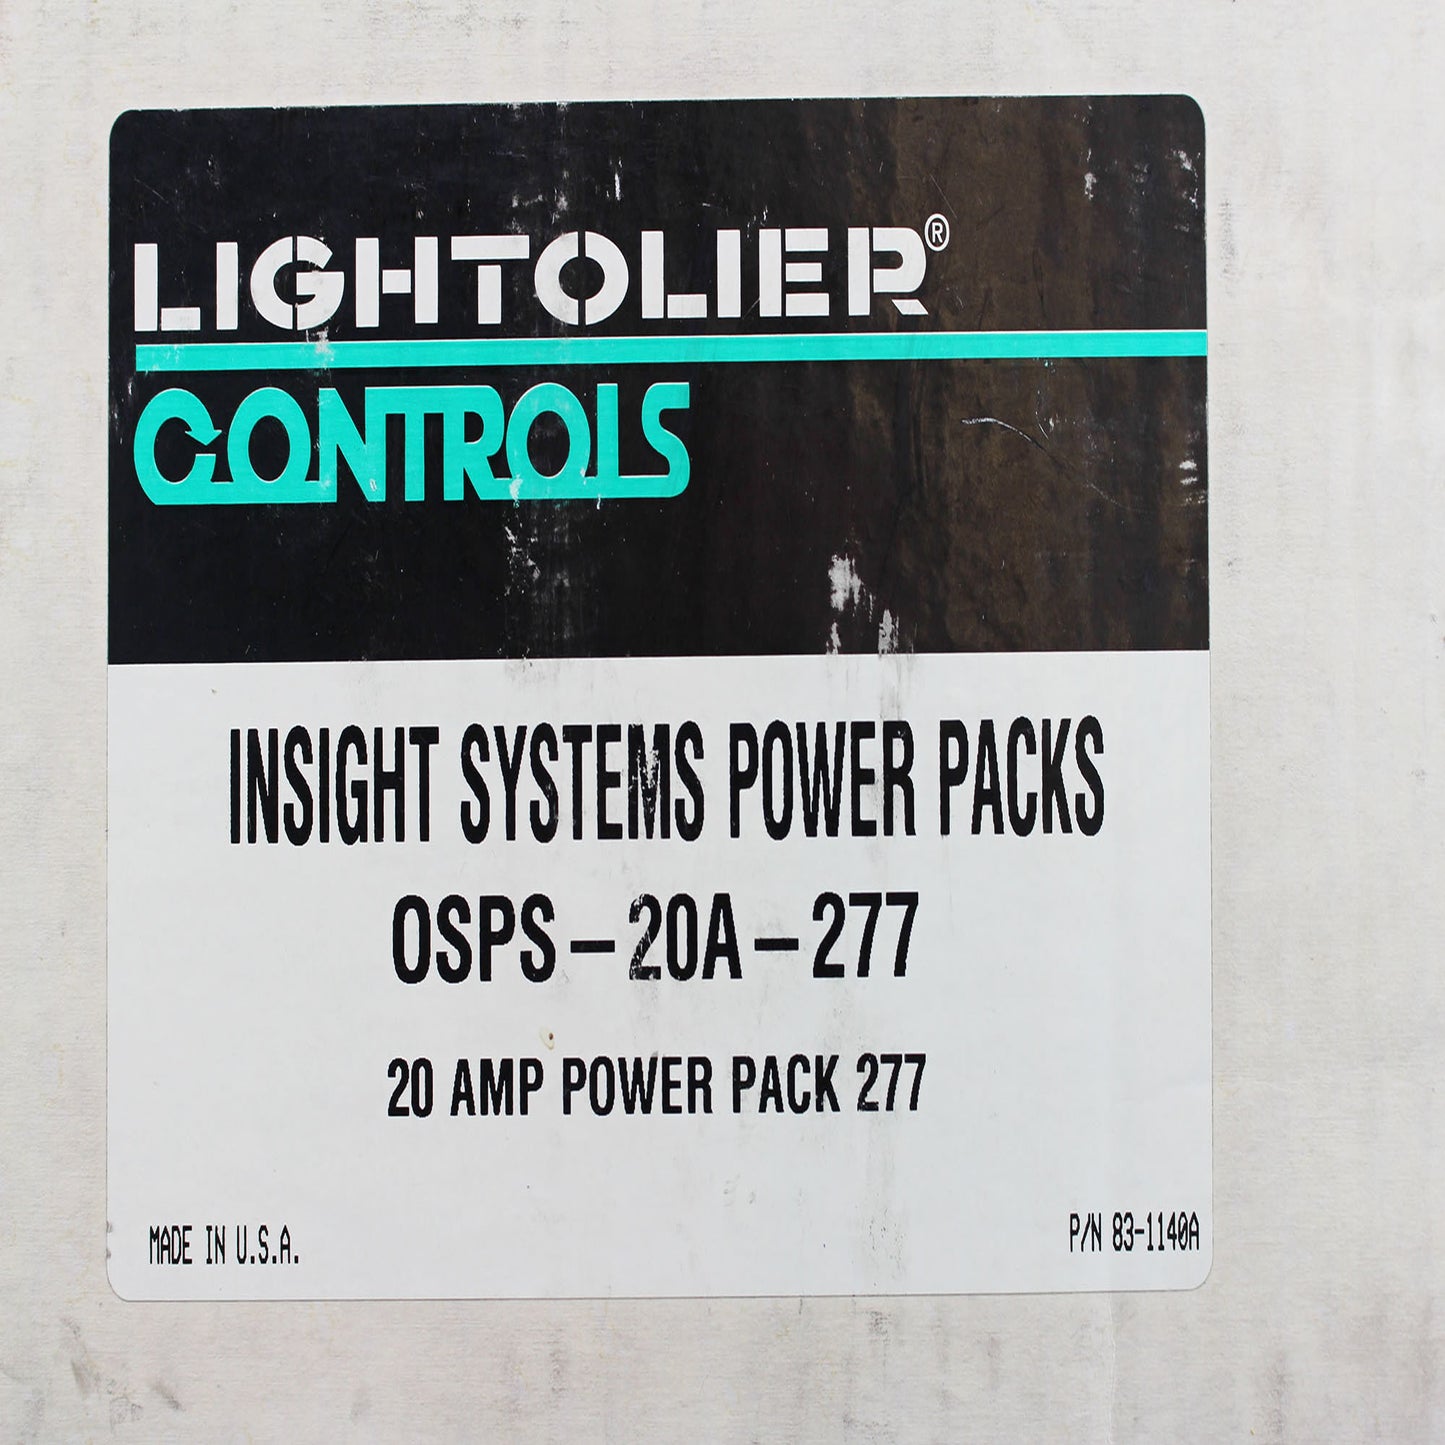 LIGHTOLIER®
CONTROLS
INSIGHT SYSTEMS POWER PACKS
OSPS-20A-277
20 AMP POWER PACK 277
MADE IN U.S.A.
P/N 83-1140A